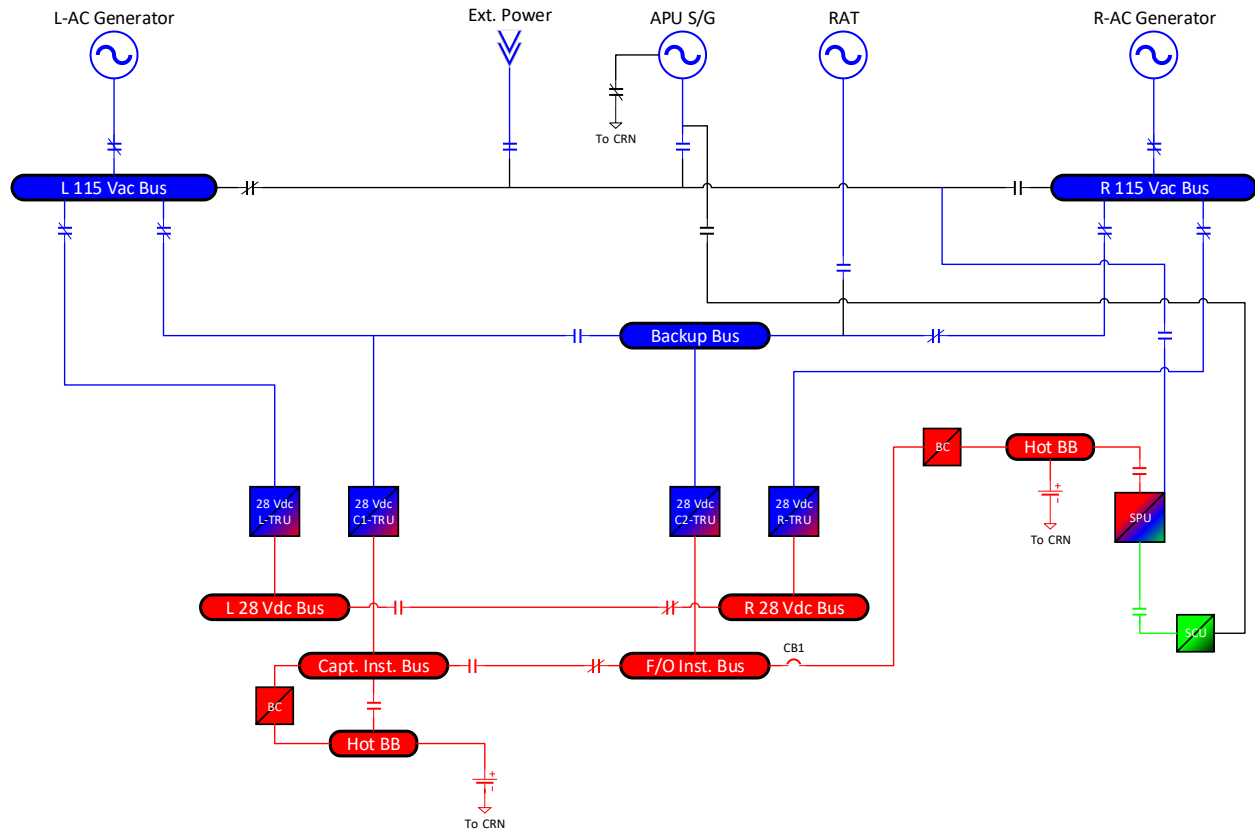 L-AC Generator
Ext. Power
APU S/G
RAT
R-AC Generator
To CRN
L 115 Vac Bus
R 115 Vac Bus
Backup Bus
BC
Hot BB
28 Vdc
L-TRU
28 Vdc
C1-TRU
28 Vdc
C2-TRU
28 Vdc
R-TRU
+
-
SPU
To CRN
L 28 Vdc Bus
R 28 Vdc Bus
SCU
CB1
Capt. Inst. Bus
F/O Inst. Bus
BC
Hot BB
+
-
To CRN